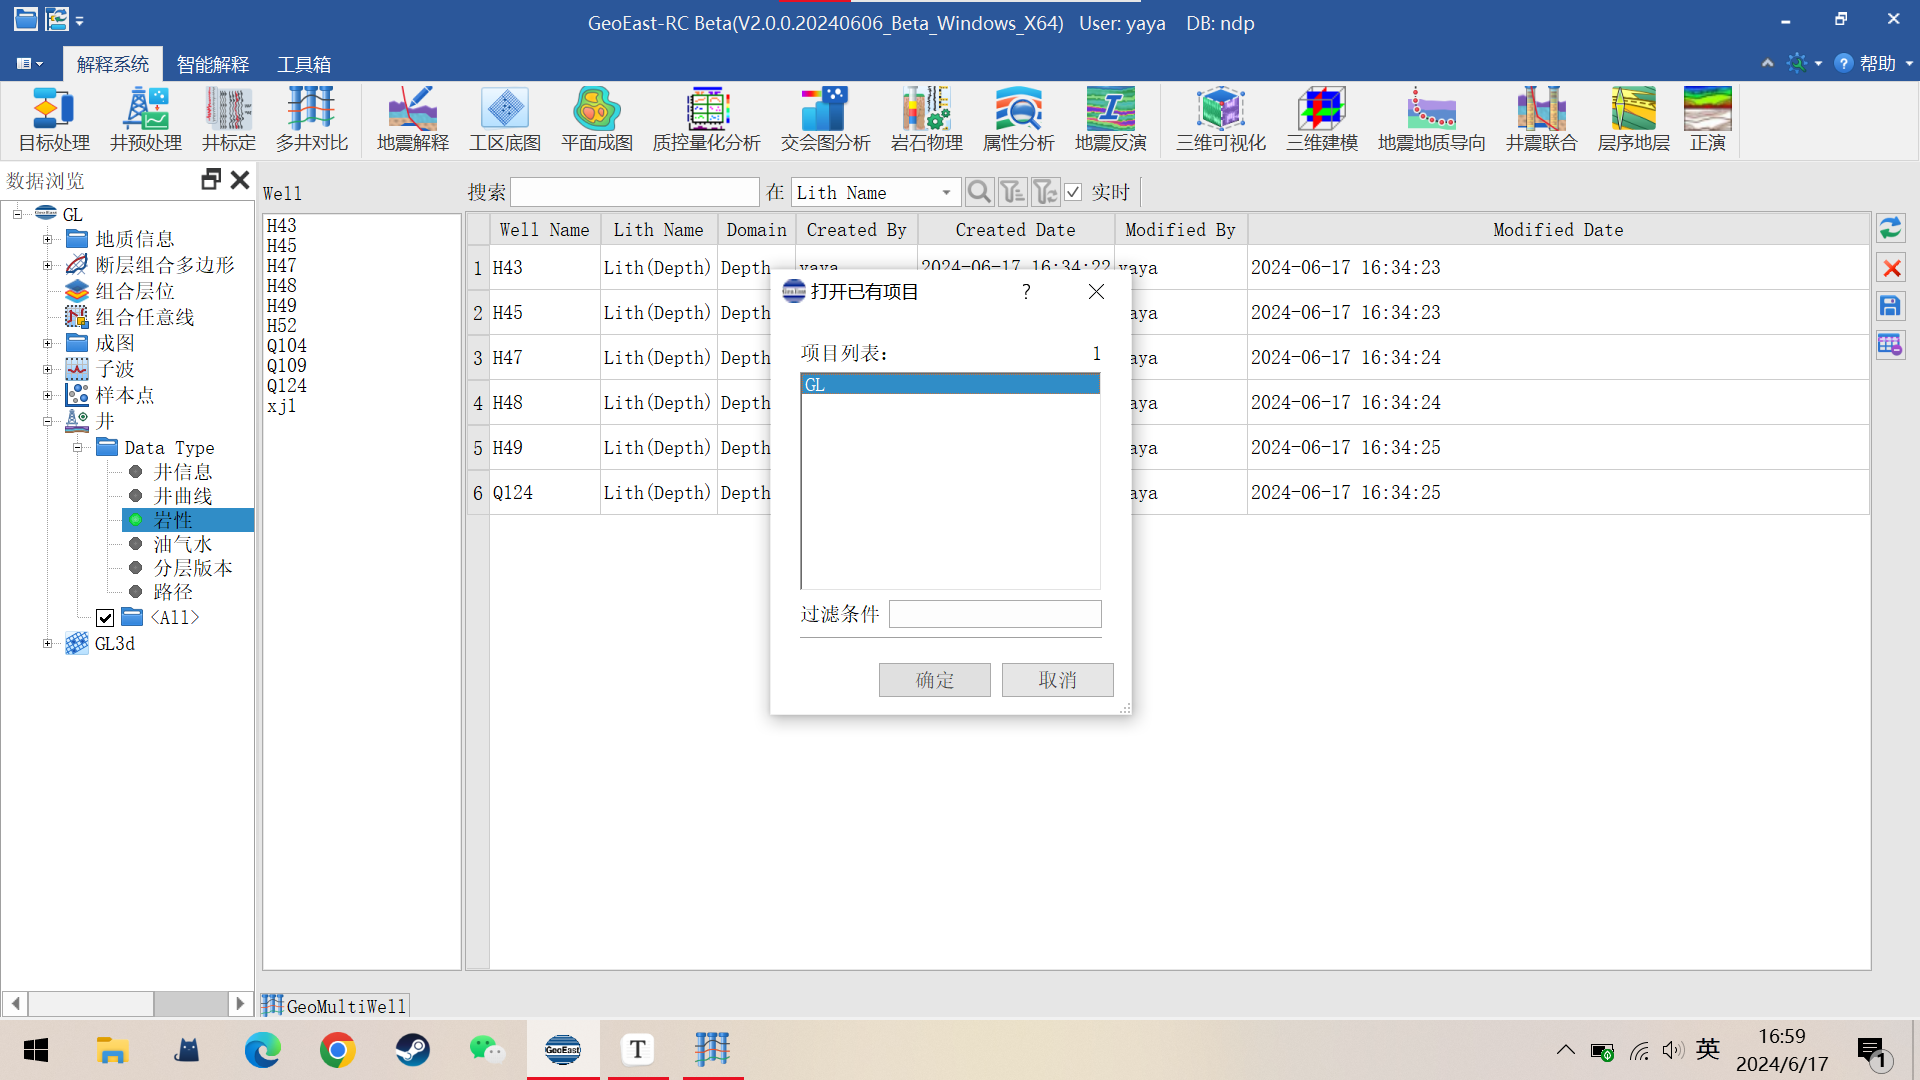 GeoEast-RC Beta(V2.0.0.20240606_Beta_Windows_X64) User: yaya DB: ndp
解释系统 智能解释 工具箱 帮助
目标处理 井预处理 井标定 多井对比 地震解释 工区底图 平面成图 质控量化分析 交会图分析 岩石物理 属性分析 地震反演 三维可视化 三维建模 地震地质导向 井震联合 层序地层 正演
数据浏览
GL
地质信息
断层组合多边形
组合层位
组合任意线
成图
子波
样本点
井
Data Type
井信息
井曲线
岩性
油气水
分层版本
路径
<All>
GL3d
Well
H43
H45
H47
H48
H49
H52
Q104
Q109
Q124
xj1
搜索 在 Lith Name 实时
Well Name Lith Name Domain Created By Created Date Modified By Modified Date
1 H43 Lith(Depth) Depth yaya 2024-06-17 16:34:22 yaya 2024-06-17 16:34:23
2 H45 Lith(Depth) Depth aya 2024-06-17 16:34:23
3 H47 Lith(Depth) Depth aya 2024-06-17 16:34:24
4 H48 Lith(Depth) Depth aya 2024-06-17 16:34:24
5 H49 Lith(Depth) Depth aya 2024-06-17 16:34:25
6 Q124 Lith(Depth) Depth aya 2024-06-17 16:34:25
打开已有项目 ?
项目列表: 1
GL
过滤条件
确定 取消
GeoMultiWell
GeoEast T 英 16:59
2024/6/17 1